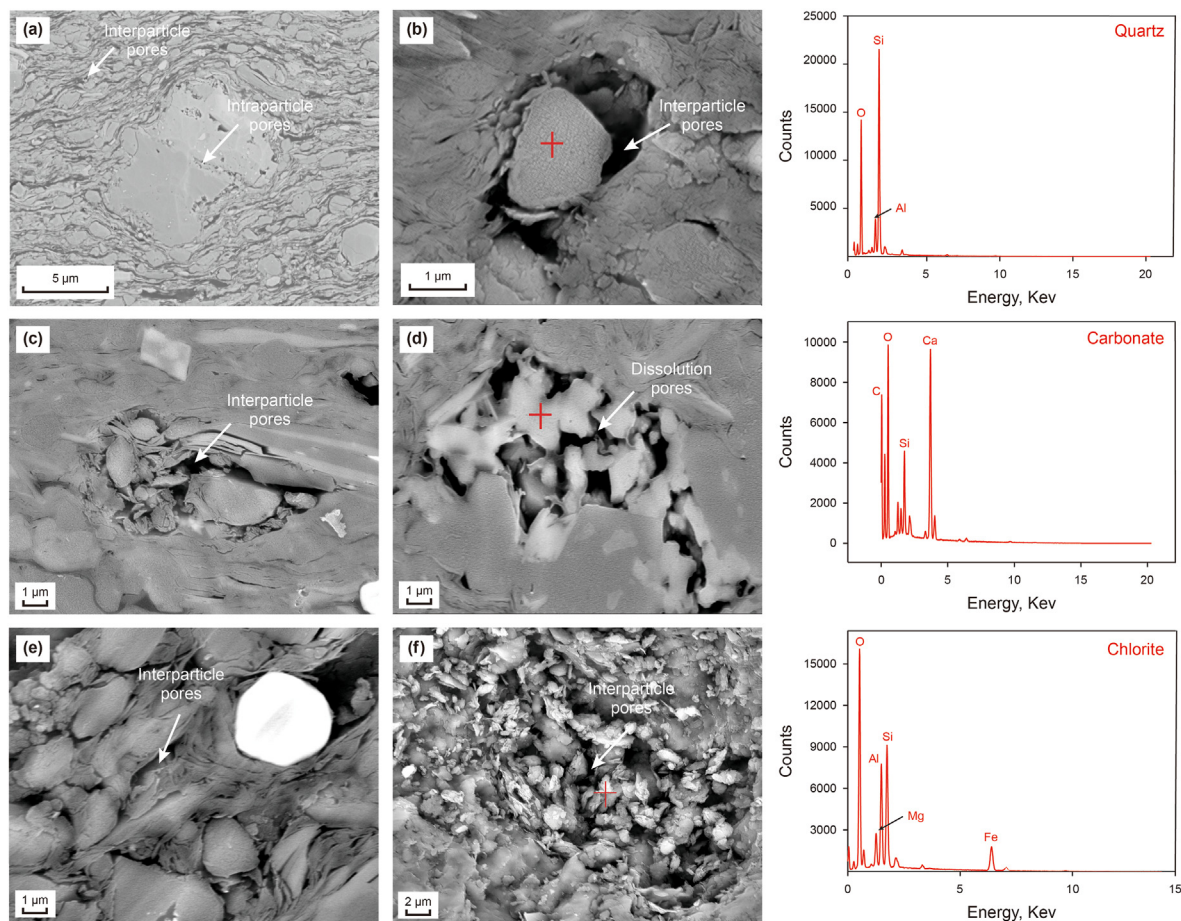 (a)
Interparticle
pores
Intraparticle
pores
5 μm
(b)
Interparticle
pores
1 μm
25000
20000
15000
10000
5000
0
5
10
15
20
Counts
Energy, Kev
Quartz
Si
O
Al
(c)
Interparticle
pores
1 μm
(d)
Dissolution
pores
1 μm
10000
8000
6000
4000
2000
0
0
5
10
15
20
Counts
Energy, Kev
Carbonate
O
Ca
C
Si
(e)
Interparticle
pores
1 μm
(f)
Interparticle
pores
2 μm
15000
12000
9000
6000
3000
0
5
10
15
Counts
Energy, Kev
Chlorite
O
Si
Al
Mg
Fe